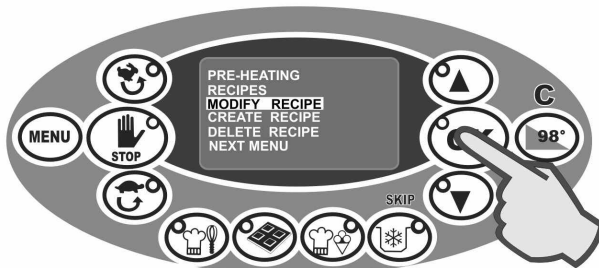 PRE-HEATING
RECIPES
MODIFY RECIPE
CREATE RECIPE
DELETE RECIPE
NEXT MENU
MENU
STOP
C
98°
SKIP